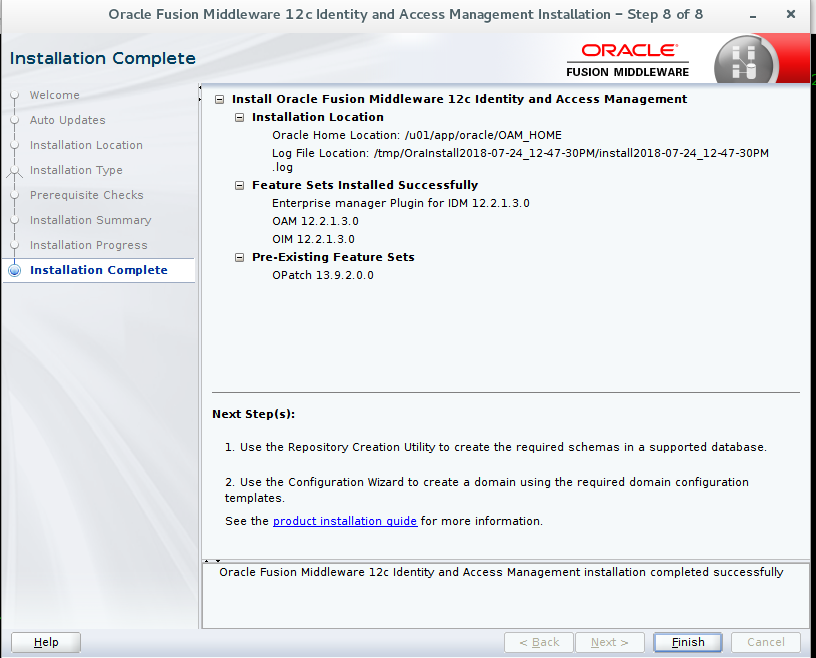 Oracle Fusion Middleware 12c Identity and Access Management Installation − Step 8 of 8
Installation Complete
ORACLE
FUSION MIDDLEWARE
Welcome
Auto Updates
Installation Location
Installation Type
Prerequisite Checks
Installation Summary
Installation Progress
Installation Complete
Install Oracle Fusion Middleware 12c Identity and Access Management
Installation Location
Oracle Home Location: /u01/app/oracle/OAM_HOME
Log File Location: /tmp/OraInstall2018-07-24_12-47-30PM/install2018-07-24_12-47-30PM
.log
Feature Sets Installed Successfully
Enterprise manager Plugin for IDM 12.2.1.3.0
OAM 12.2.1.3.0
OIM 12.2.1.3.0
Pre-Existing Feature Sets
OPatch 13.9.2.0.0
Next Step(s):
1. Use the Repository Creation Utility to create the required schemas in a supported database.
2. Use the Configuration Wizard to create a domain using the required domain configuration
templates.
See the product installation guide for more information.
Oracle Fusion Middleware 12c Identity and Access Management installation completed successfully
Help
< Back
Next >
Finish
Cancel